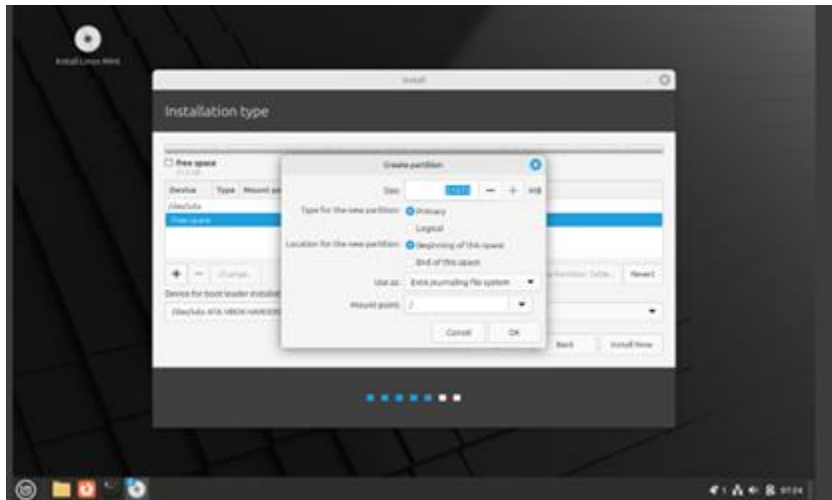 Install Linux Mint
Install
Installation type
free space
Create partition
Device Type Mount
Size: MB
/dev/sda
Type for the new partition: Primary
free space
Logical
Location for the new partition: Beginning of this space
End of this space
+ - Change...
Use as: Ext4 journaling file system
Revert
Device for boot loader
Mount point: /
/dev/sda ATA VBOX HARDDISK
Cancel OK
Back Install Now